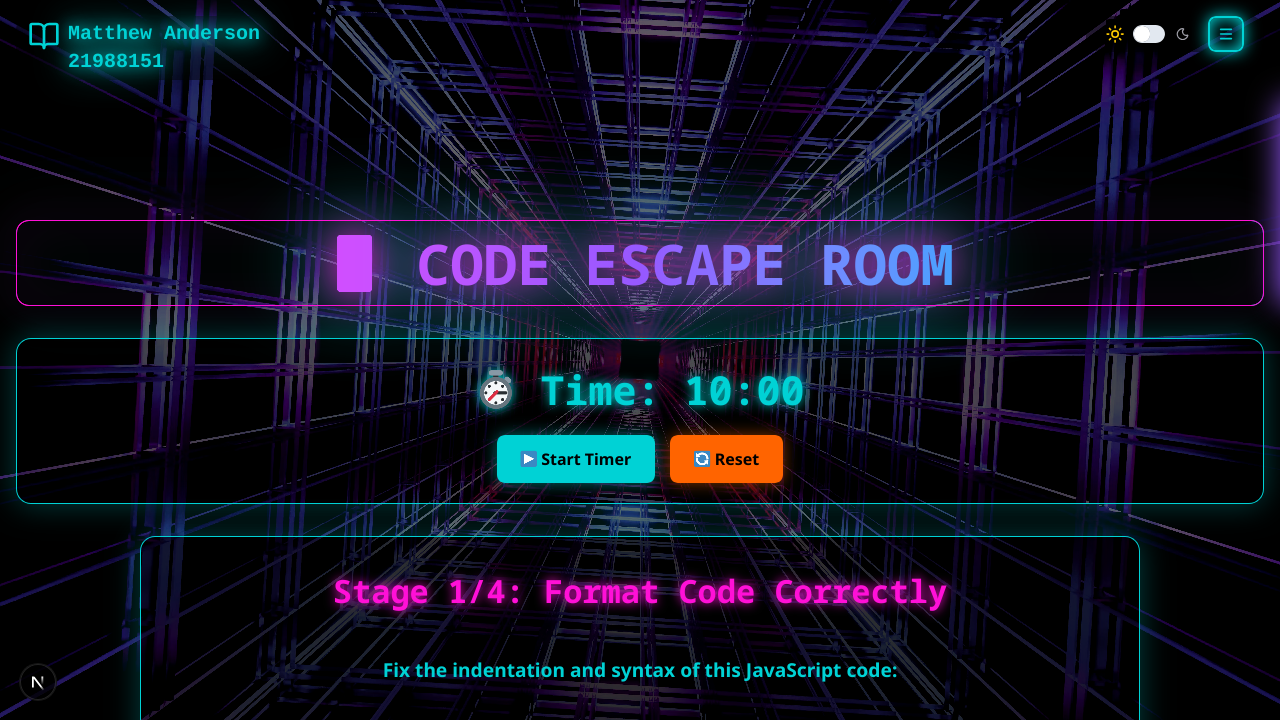 Matthew Anderson
21988151
CODE ESCAPE ROOM
Time: 10:00
Start Timer
Reset
Stage 1/4: Format Code Correctly
Fix the indentation and syntax of this JavaScript code:
N